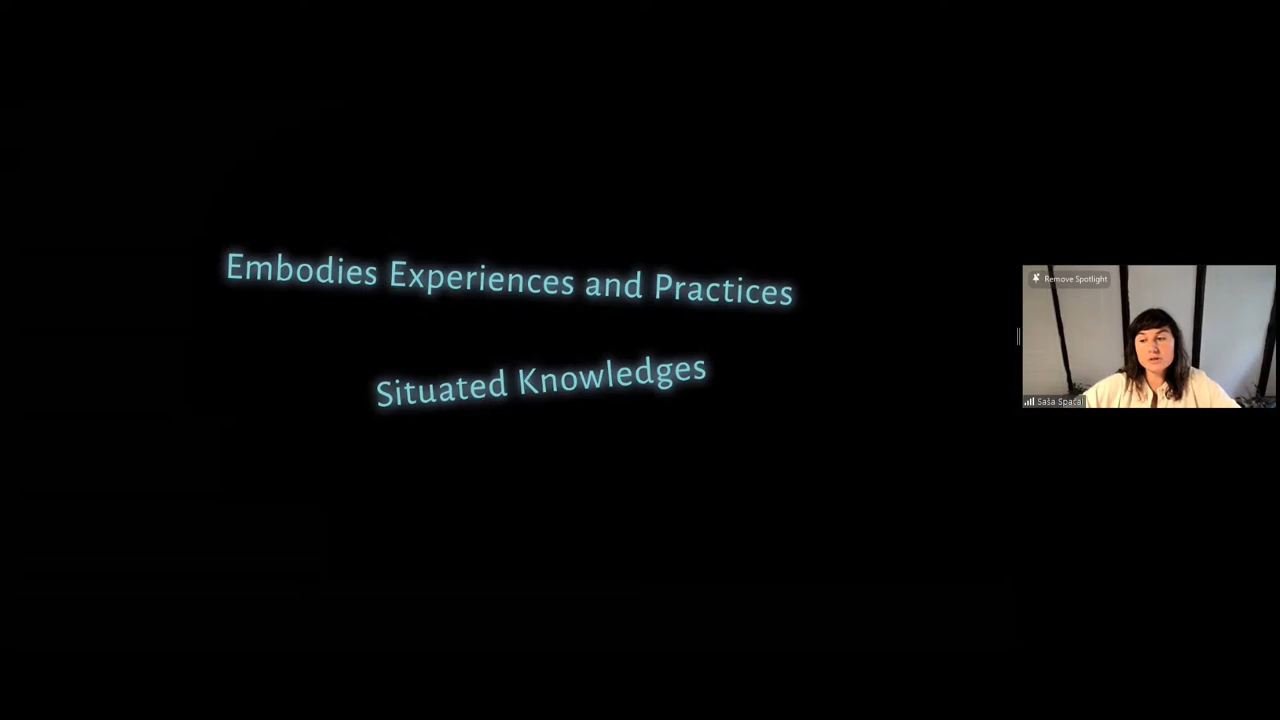 Embodies Experiences and Practices
Situated Knowledges
Remove Spotlight
Saša Spačal